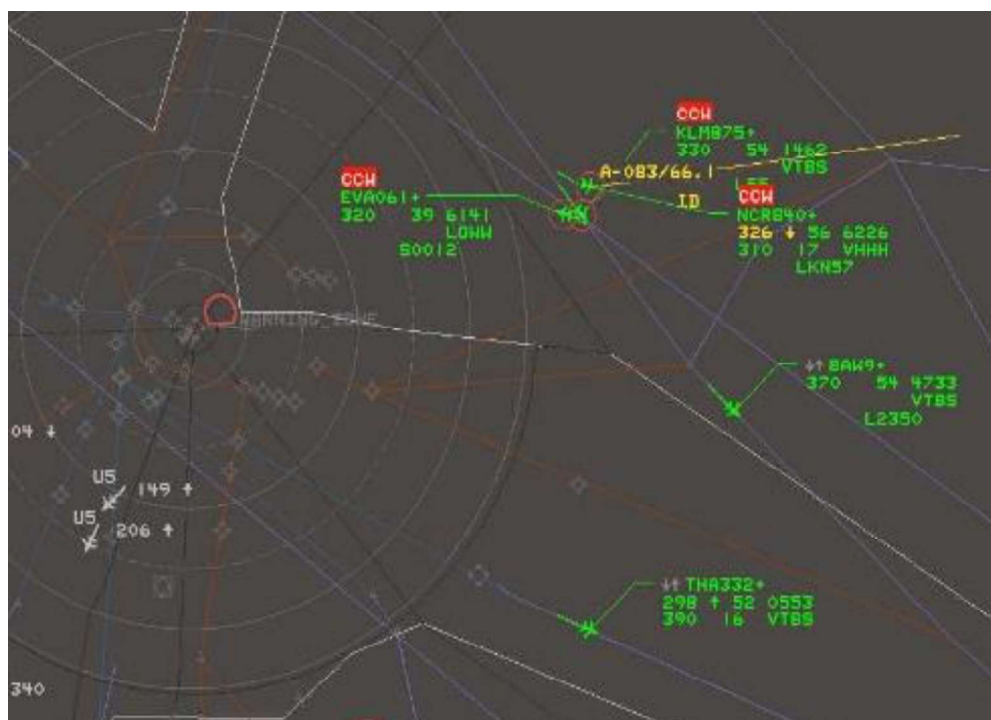 CCW
KLM875+
330 54 1462
VTBS
A-083/66.1
CCW
EVA061+
320 39 6141
LOWW
S0012
ID
CCW
NCR840+
326 ↓ 56 6226
310 17 VHHH
LKN57
WARNING_ZONE
↓↑ BAW9+
370 54 4733
VTBS
L2350
04 ↓
U5
149 ↑
U5
206 ↑
↓↑ THA332+
298 ↑ 52 0553
390 16 VTBS
340